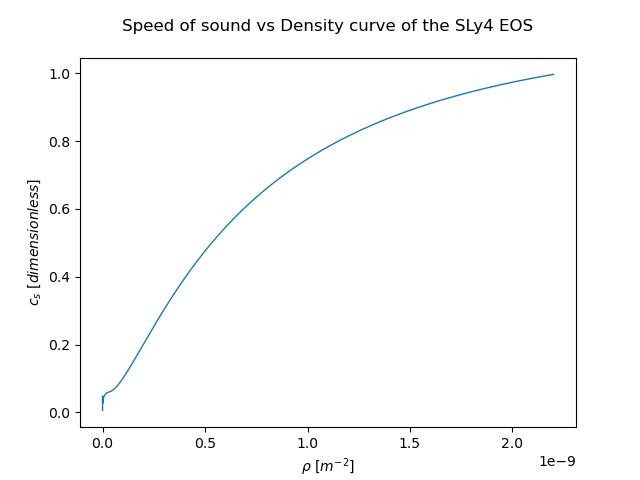 Speed of sound vs Density curve of the SLy4 EOS
1.0
0.8
0.6
0.4
0.2
0.0
c_s [dimensionless]
0.0 0.5 1.0 1.5 2.0
1e−9
ρ [m^{−2}]